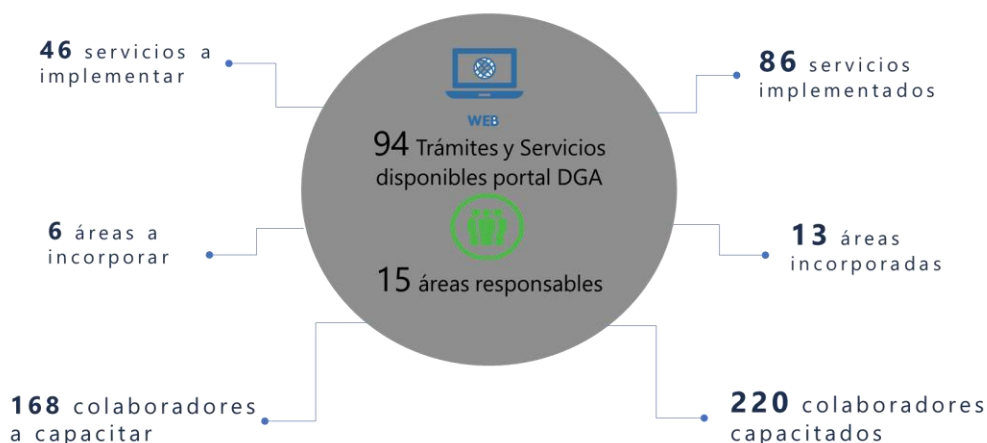 46 servicios a
implementar
86 servicios
implementados
WEB
94 Trámites y Servicios
disponibles portal DGA
6 áreas a
incorporar
13 áreas
incorporadas
15 áreas responsables
168 colaboradores
a capacitar
220 colaboradores
capacitados